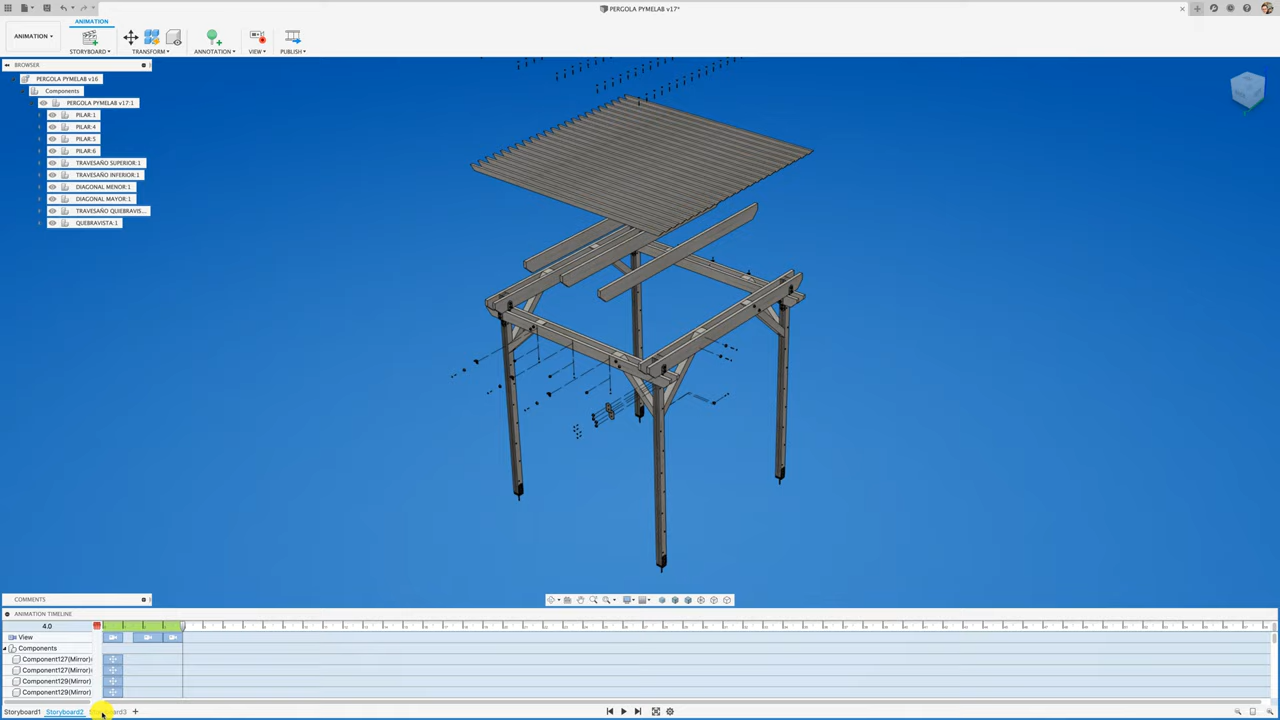 PERGOLA PYMELAB v17*
ANIMATION
ANIMATION
STORYBOARD
TRANSFORM
ANNOTATION
VIEW
PUBLISH
BROWSER
PERGOLA PYMELAB v16
Components
PERGOLA PYMELAB v17:1
PILAR:1
PILAR:4
PILAR:5
PILAR:6
TRAVESAÑO SUPERIOR:1
TRAVESAÑO INFERIOR:1
DIAGONAL MENOR:1
DIAGONAL MAYOR:1
TRAVESAÑO QUIEBRAVIS...
QUEBRAVISTA:1
COMMENTS
ANIMATION TIMELINE
4.0
View
Components
Component127(Mirror)
Component127(Mirror)
Component129(Mirror)
Component129(Mirror)
Storyboard1 Storyboard2